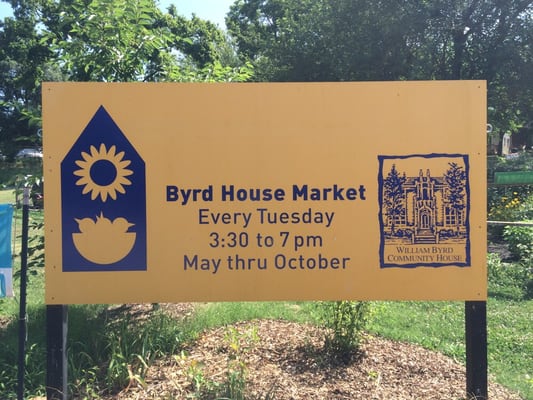 Byrd House Market
Every Tuesday
3:30 to 7 pm
May thru October
WILLIAM BYRD
COMMUNITY HOUSE